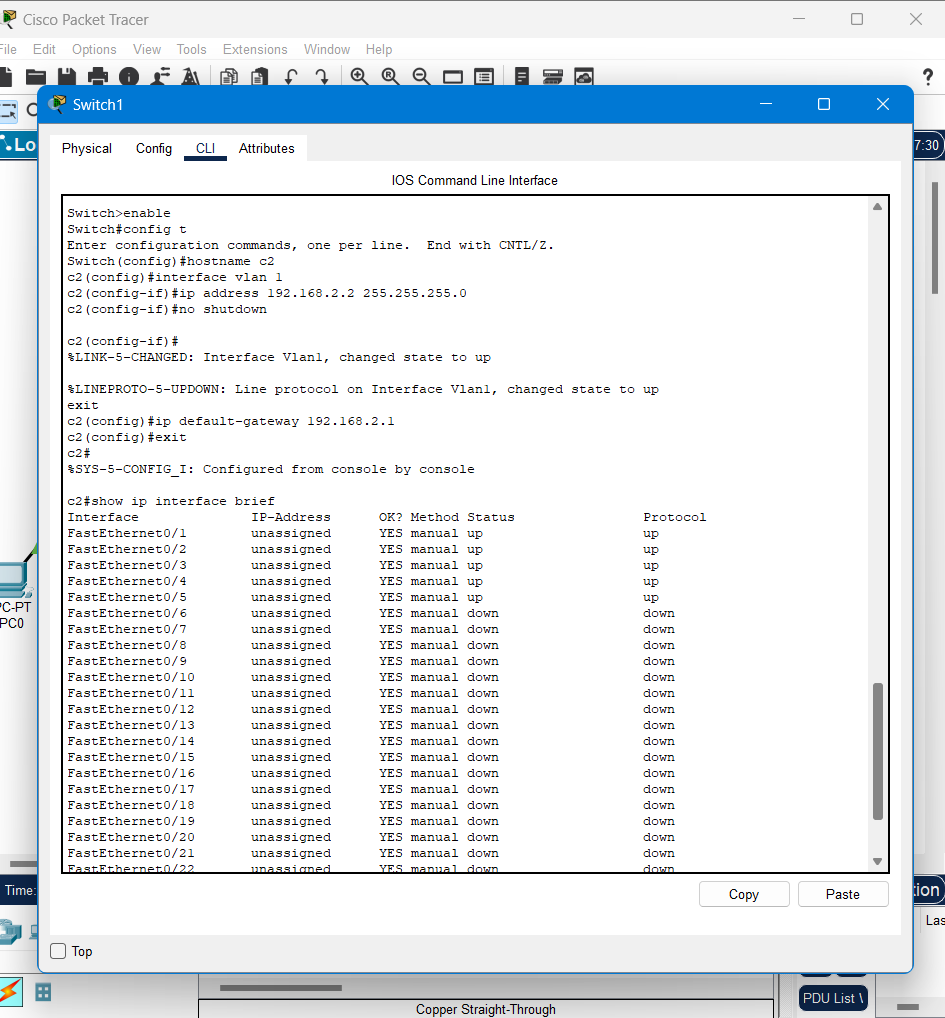 Cisco Packet Tracer
File Edit Options View Tools Extensions Window Help
?
Switch1
Lo
7:30
Physical Config CLI Attributes
IOS Command Line Interface
Switch>enable
Switch#config t
Enter configuration commands, one per line.  End with CNTL/Z.
Switch(config)#hostname c2
c2(config)#interface vlan 1
c2(config-if)#ip address 192.168.2.2 255.255.255.0
c2(config-if)#no shutdown
c2(config-if)#
%LINK-5-CHANGED: Interface Vlan1, changed state to up
%LINEPROTO-5-UPDOWN: Line protocol on Interface Vlan1, changed state to up
exit
c2(config)#ip default-gateway 192.168.2.1
c2(config)#exit
c2#
%SYS-5-CONFIG_I: Configured from console by console
c2#show ip interface brief
Interface IP-Address OK? Method Status Protocol
FastEthernet0/1 unassigned YES manual up up
FastEthernet0/2 unassigned YES manual up up
FastEthernet0/3 unassigned YES manual up up
FastEthernet0/4 unassigned YES manual up up
FastEthernet0/5 unassigned YES manual up up
FastEthernet0/6 unassigned YES manual down down
FastEthernet0/7 unassigned YES manual down down
FastEthernet0/8 unassigned YES manual down down
FastEthernet0/9 unassigned YES manual down down
FastEthernet0/10 unassigned YES manual down down
FastEthernet0/11 unassigned YES manual down down
FastEthernet0/12 unassigned YES manual down down
FastEthernet0/13 unassigned YES manual down down
FastEthernet0/14 unassigned YES manual down down
FastEthernet0/15 unassigned YES manual down down
FastEthernet0/16 unassigned YES manual down down
FastEthernet0/17 unassigned YES manual down down
FastEthernet0/18 unassigned YES manual down down
FastEthernet0/19 unassigned YES manual down down
FastEthernet0/20 unassigned YES manual down down
FastEthernet0/21 unassigned YES manual down down
FastEthernet0/22 unassigned YES manual down down
PC-PT
PC0
Time:
tion
Copy Paste
Las
Top
PDU List \
Copper Straight-Through